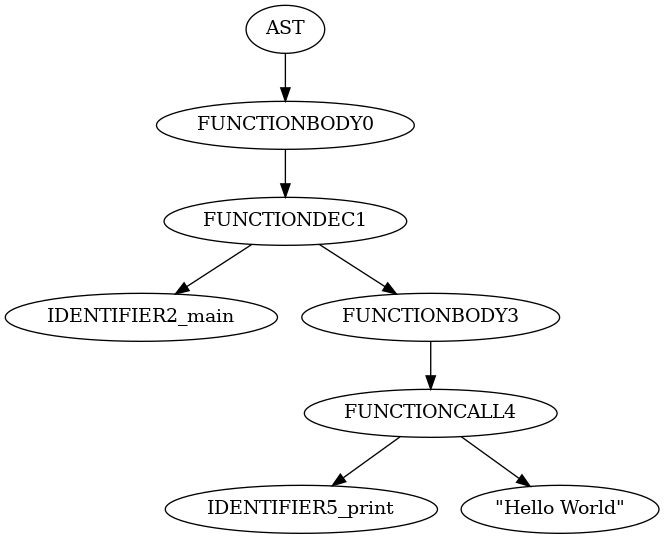 AST
FUNCTIONBODY0
FUNCTIONDEC1
IDENTIFIER2_main
FUNCTIONBODY3
FUNCTIONCALL4
IDENTIFIER5_print
"Hello World"